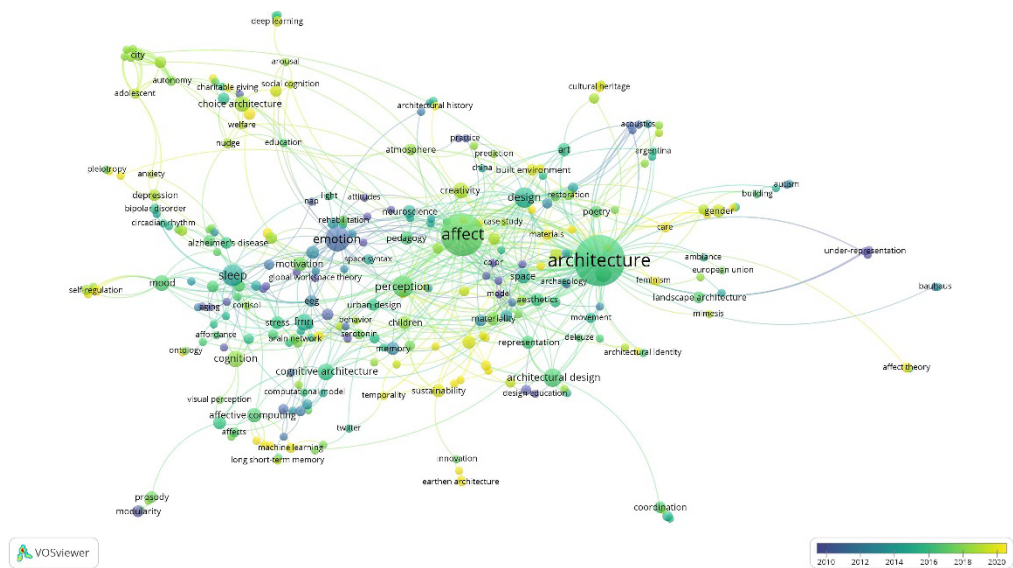 deep learning
city
arousal
autonomy
adolescent
charitable giving
social cognition
choice architecture
architectural history
cultural heritage
welfare
nudge
education
practice
acoustics
atmosphere
prediction
art
argentina
china
built environment
pleiotropy
anxiety
depression
creativity
light
attitudes
nap
design
restoration
building
autism
bipolar disorder
circadian rhythm
rehabilitation
neuroscience
case study
poetry
gender
care
alzheimer's disease
emotion
pedagogy
affect
materials
under-representation
space syntax
motivation
global workspace theory
color
architecture
ambiance
european union
sleep
mood
self-regulation
perception
space
archaeology
feminism
model
aesthetics
landscape architecture
bauhaus
aging
cortisol
eeg
urban design
mimesis
stress
fmri
behavior
children
materiality
movement
affordance
brain network
serotonin
representation
deleuze
ontology
cognition
memory
architectural identity
cognitive architecture
architectural design
affect theory
visual perception
computational model
temporality
sustainability
design education
affective computing
affects
twitter
machine learning
long short-term memory
innovation
earthen architecture
prosody
modularity
coordination
VOSviewer
2010 2012 2014 2016 2018 2020